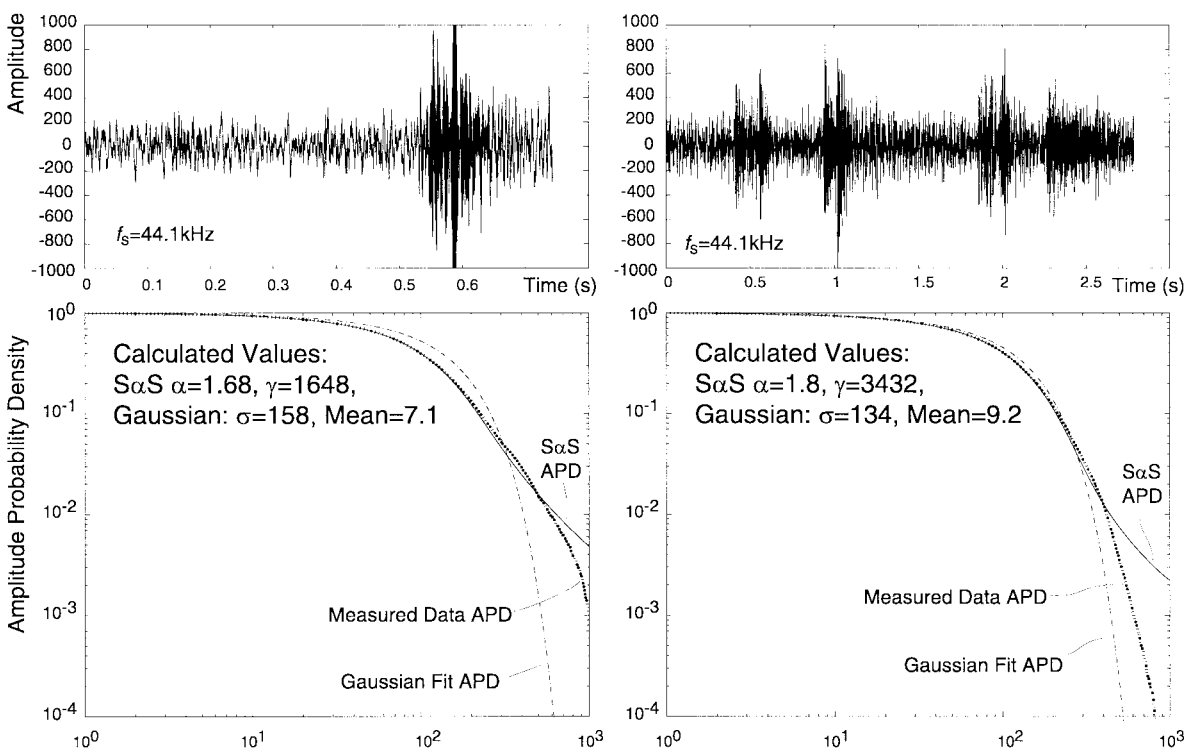 Amplitude
1000
800
600
400
200
0
-200
-400
-600
-800
-1000
fs=44.1kHz
0 0.1 0.2 0.3 0.4 0.5 0.6 Time (s)
1000
800
600
400
200
0
-200
-400
-600
-800
-1000
fs=44.1kHz
0 0.5 1 1.5 2 2.5 Time (s)
Amplitude Probability Density
10^0
10^-1
10^-2
10^-3
10^-4
Calculated Values:
SαS α=1.68, γ=1648,
Gaussian: σ=158, Mean=7.1
SαS
APD
Measured Data APD
Gaussian Fit APD
10^0 10^1 10^2 10^3
10^0
10^-1
10^-2
10^-3
10^-4
Calculated Values:
SαS α=1.8, γ=3432,
Gaussian: σ=134, Mean=9.2
SαS
APD
Measured Data APD
Gaussian Fit APD
10^0 10^1 10^2 10^3